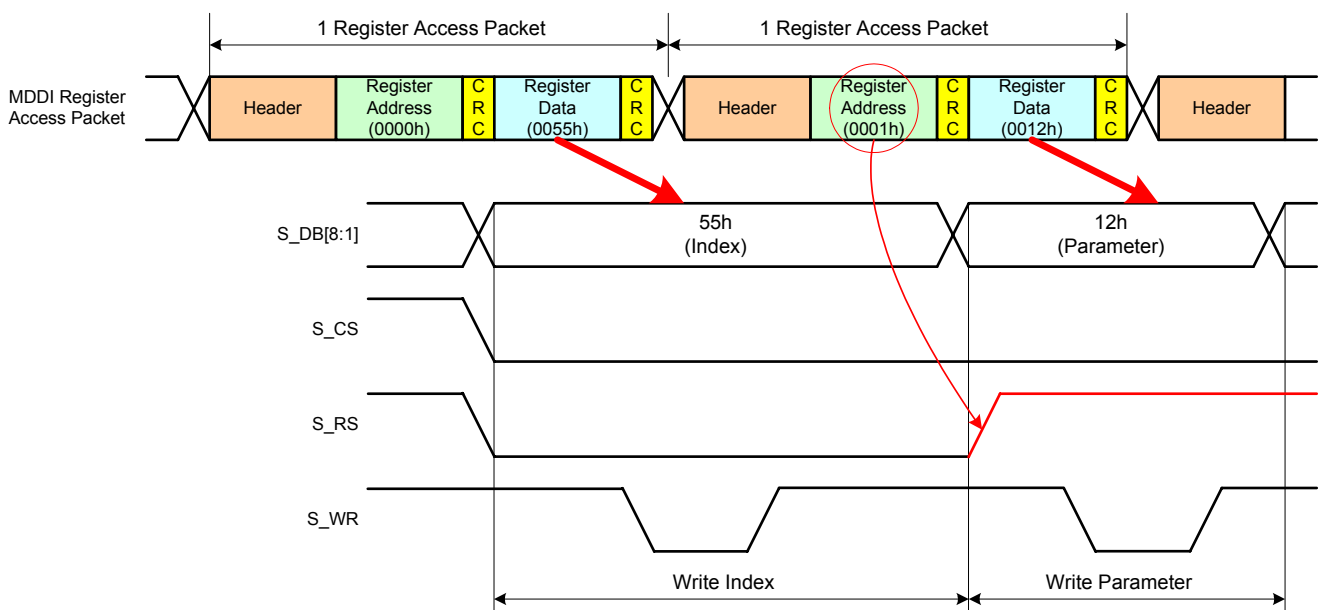 1 Register Access Packet
1 Register Access Packet
MDDI Register
Access Packet
Header
Register
Address
(0000h)
C
R
C
Register
Data
(0055h)
C
R
C
Header
Register
Address
(0001h)
C
R
C
Register
Data
(0012h)
C
R
C
Header
S_DB[8:1]
55h
(Index)
12h
(Parameter)
S_CS
S_RS
S_WR
Write Index
Write Parameter